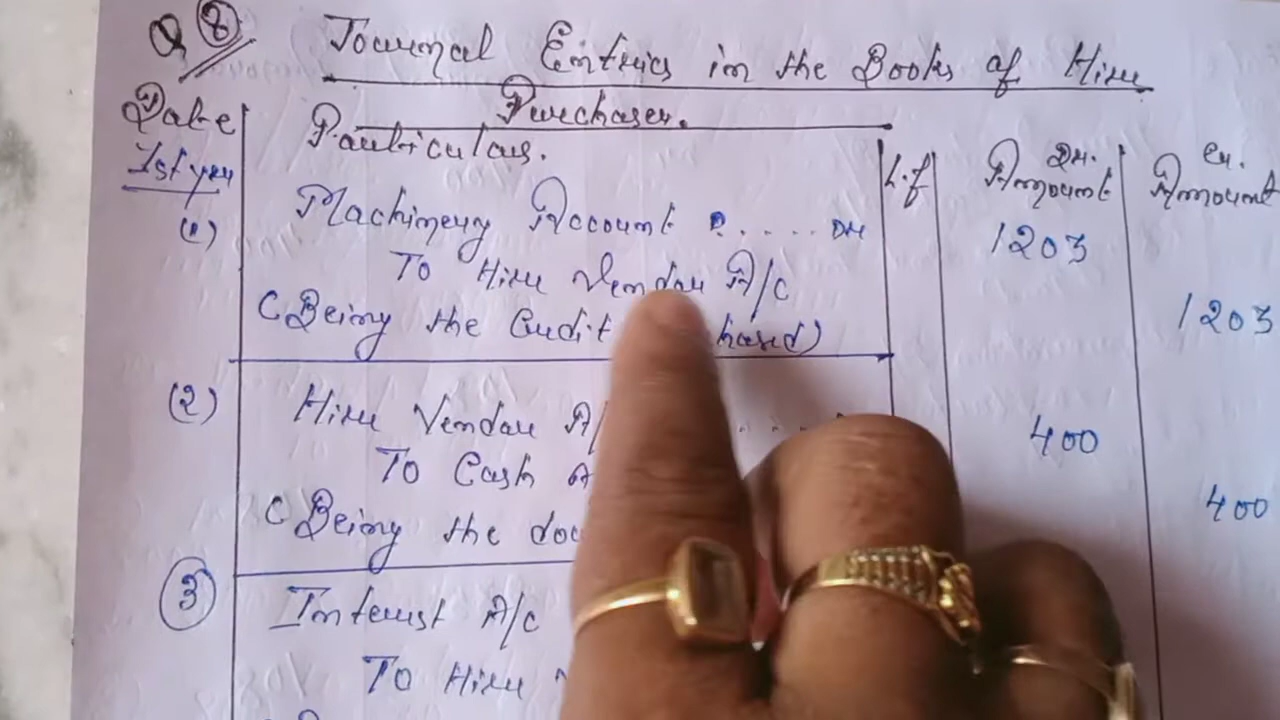 Q 8 Journal Entries in the Books of Hire
Purchaser.
Date Particulars. L.f Dr. Amount Cr. Amount
1st year
(1) Machinery Account ..... Dr 1203
To Hire Vendor A/c 1203
(Being the Credit
(2) Hire Vendor 400
To Cash 400
(Being the
3 Interest A/c
To Hire